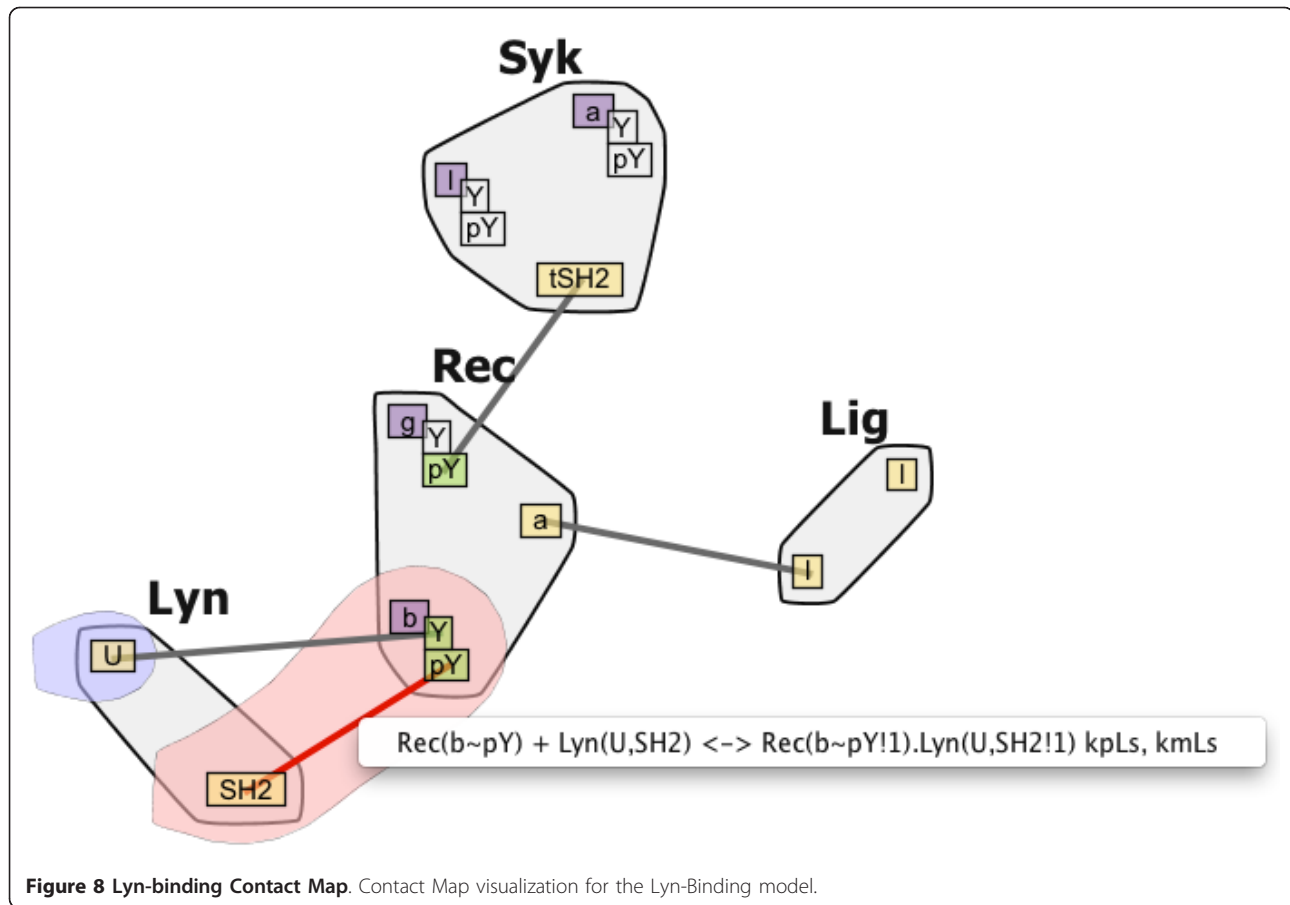 Syk
a
Y
pY
l
Y
pY
tSH2
Rec
g
Y
pY
a
Lig
l
l
b
Y
pY
Lyn
U
SH2
Rec(b~pY) + Lyn(U,SH2) <-> Rec(b~pY!1).Lyn(U,SH2!1) kpLs, kmLs
Figure 8 Lyn-binding Contact Map. Contact Map visualization for the Lyn-Binding model.